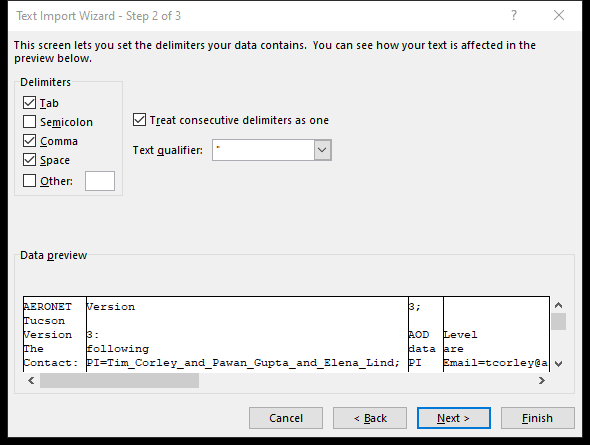 Text Import Wizard - Step 2 of 3 ? ×
This screen lets you set the delimiters your data contains. You can see how your text is affected in the
preview below.
Delimiters
Tab
Semicolon
Comma
Space
Other:
Treat consecutive delimiters as one
Text qualifier: "
Data preview
AERONET Version 3;
Tucson
Version 3: AOD Level
The following data are
Contact: PI=Tim_Corley_and_Pawan_Gupta_and_Elena_Lind; PI Email=tcorley@a
Cancel < Back Next > Finish